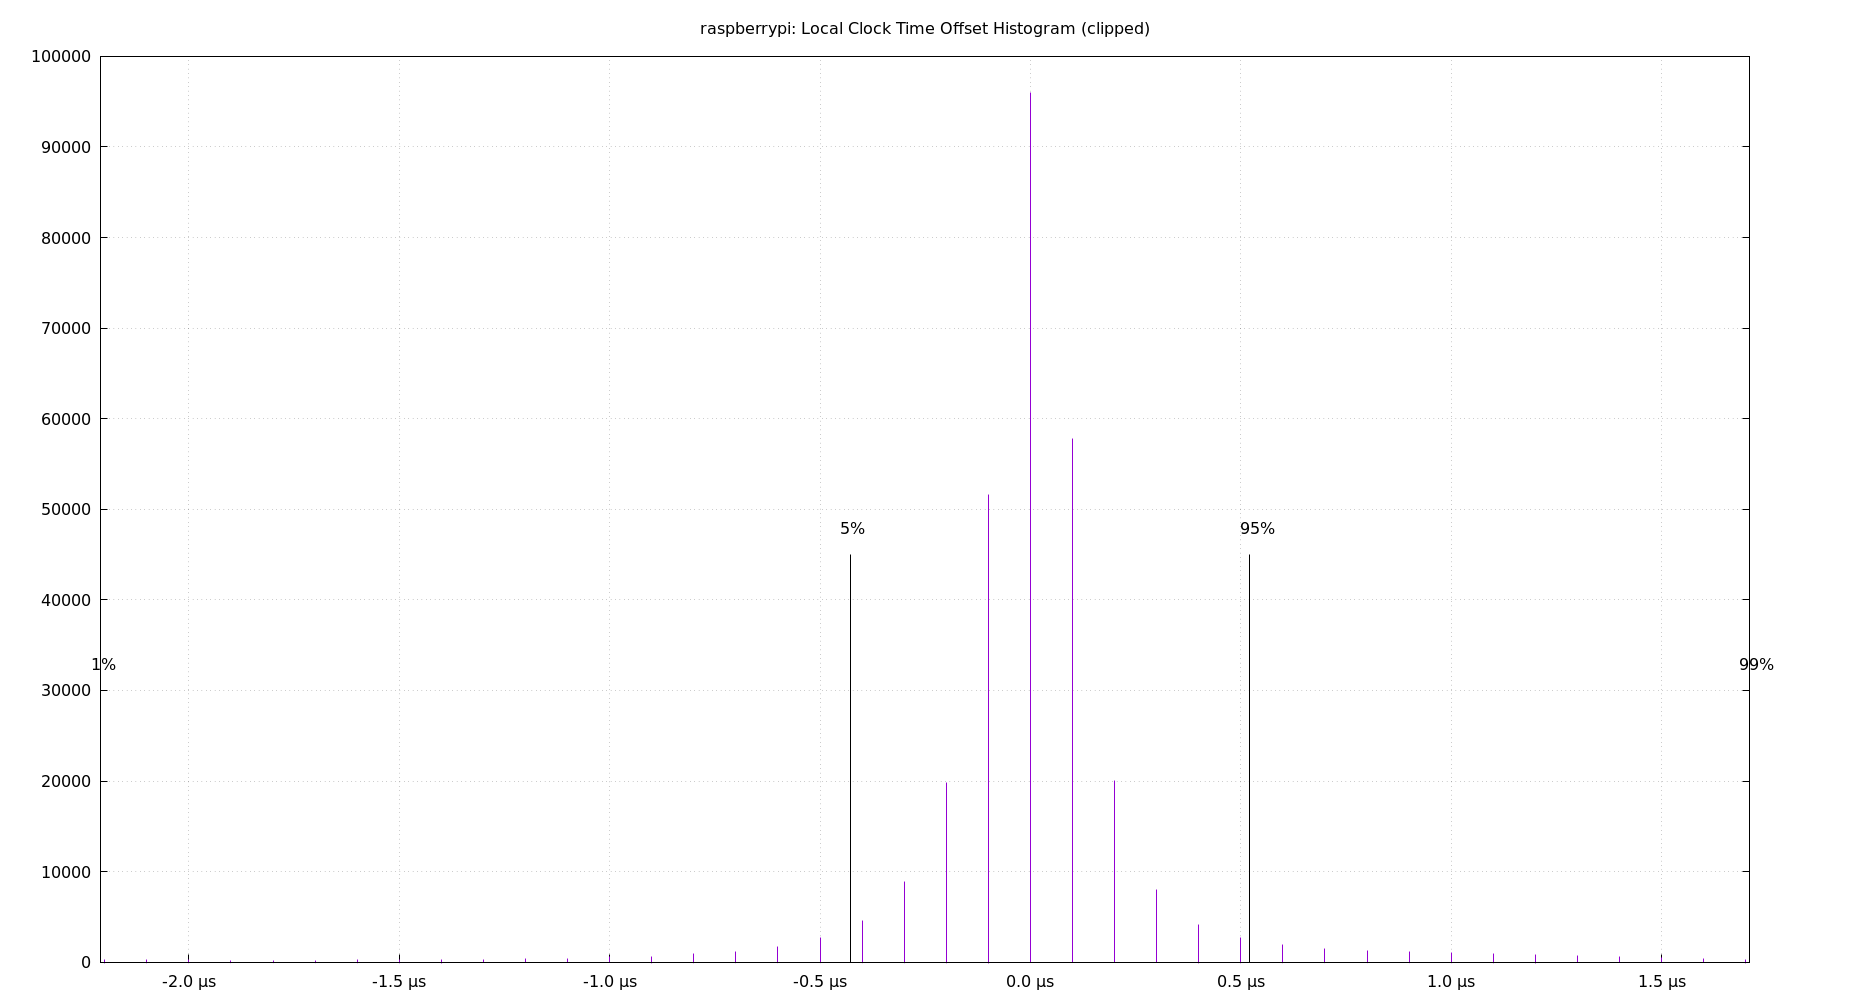 raspberrypi: Local Clock Time Offset Histogram (clipped)
100000
90000
80000
70000
60000
50000
40000
30000
20000
10000
0
5%
95%
1%
99%
-2.0 µs
-1.5 µs
-1.0 µs
-0.5 µs
0.0 µs
0.5 µs
1.0 µs
1.5 µs